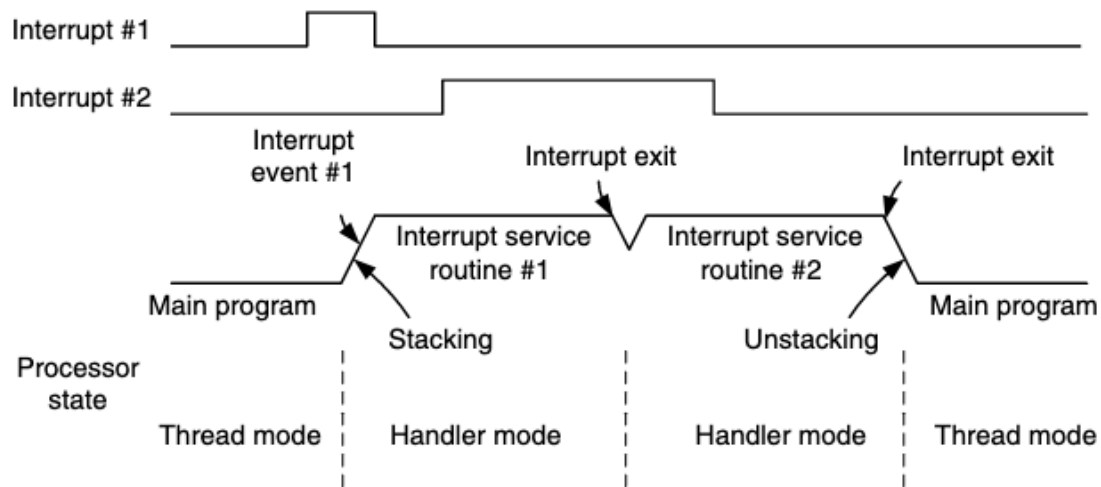 Interrupt #1
Interrupt #2
Interrupt
event #1
Interrupt exit
Interrupt exit
Interrupt service
routine #1
Interrupt service
routine #2
Main program
Main program
Stacking
Unstacking
Processor
state
Thread mode
Handler mode
Handler mode
Thread mode